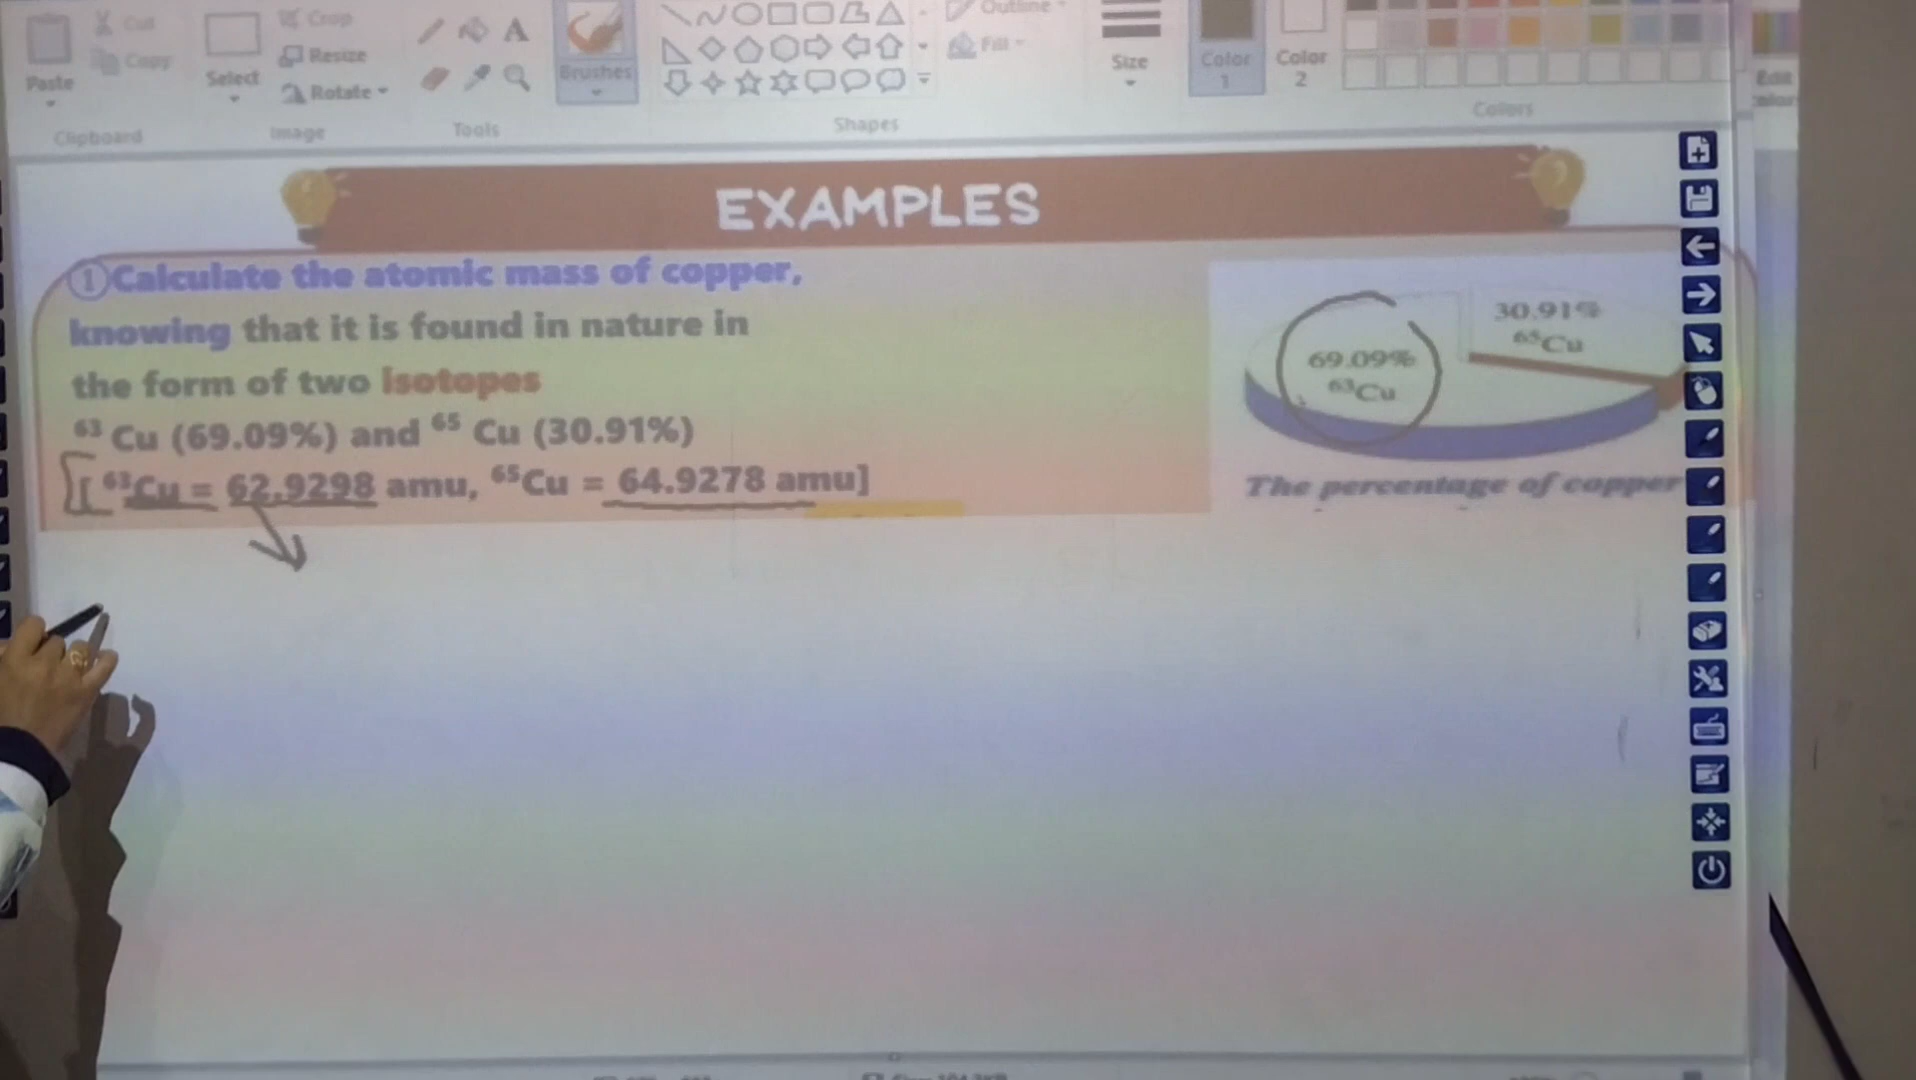 Cut
Crop
Copy
Resize
Paste
Select
Rotate
A
Brushes
Outline
Fill
Size
Color
1
Color
2
Edit
Clipboard
Image
Tools
Shapes
Colors
EXAMPLES
①Calculate the atomic mass of copper,
knowing that it is found in nature in
the form of two isotopes
⁶³ Cu (69.09%) and ⁶⁵ Cu (30.91%)
[ ⁶³Cu = 62.9298 amu, ⁶⁵Cu = 64.9278 amu]
30.91%
⁶⁵Cu
69.09%
⁶³Cu
The percentage of copper